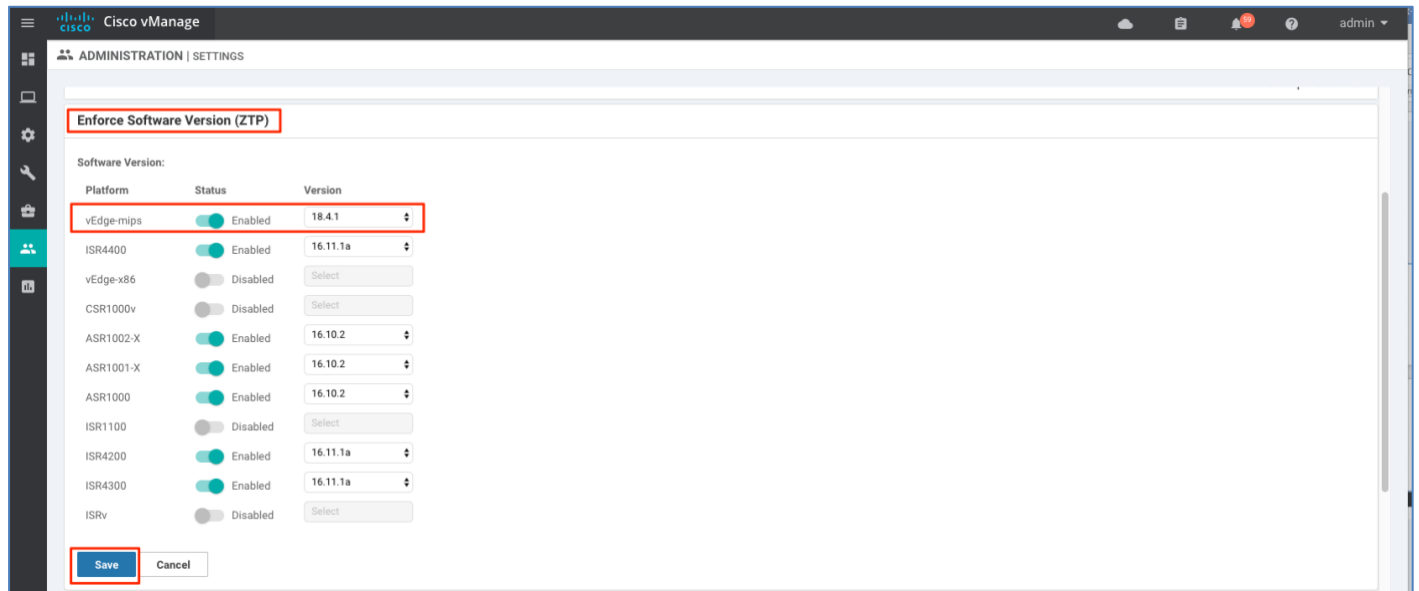 cisco Cisco vManage 59 admin
ADMINISTRATION | SETTINGS
Enforce Software Version (ZTP)
Software Version:
Platform Status Version
vEdge-mips Enabled 18.4.1
ISR4400 Enabled 16.11.1a
vEdge-x86 Disabled Select
CSR1000v Disabled Select
ASR1002-X Enabled 16.10.2
ASR1001-X Enabled 16.10.2
ASR1000 Enabled 16.10.2
ISR1100 Disabled Select
ISR4200 Enabled 16.11.1a
ISR4300 Enabled 16.11.1a
ISRv Disabled Select
Save Cancel